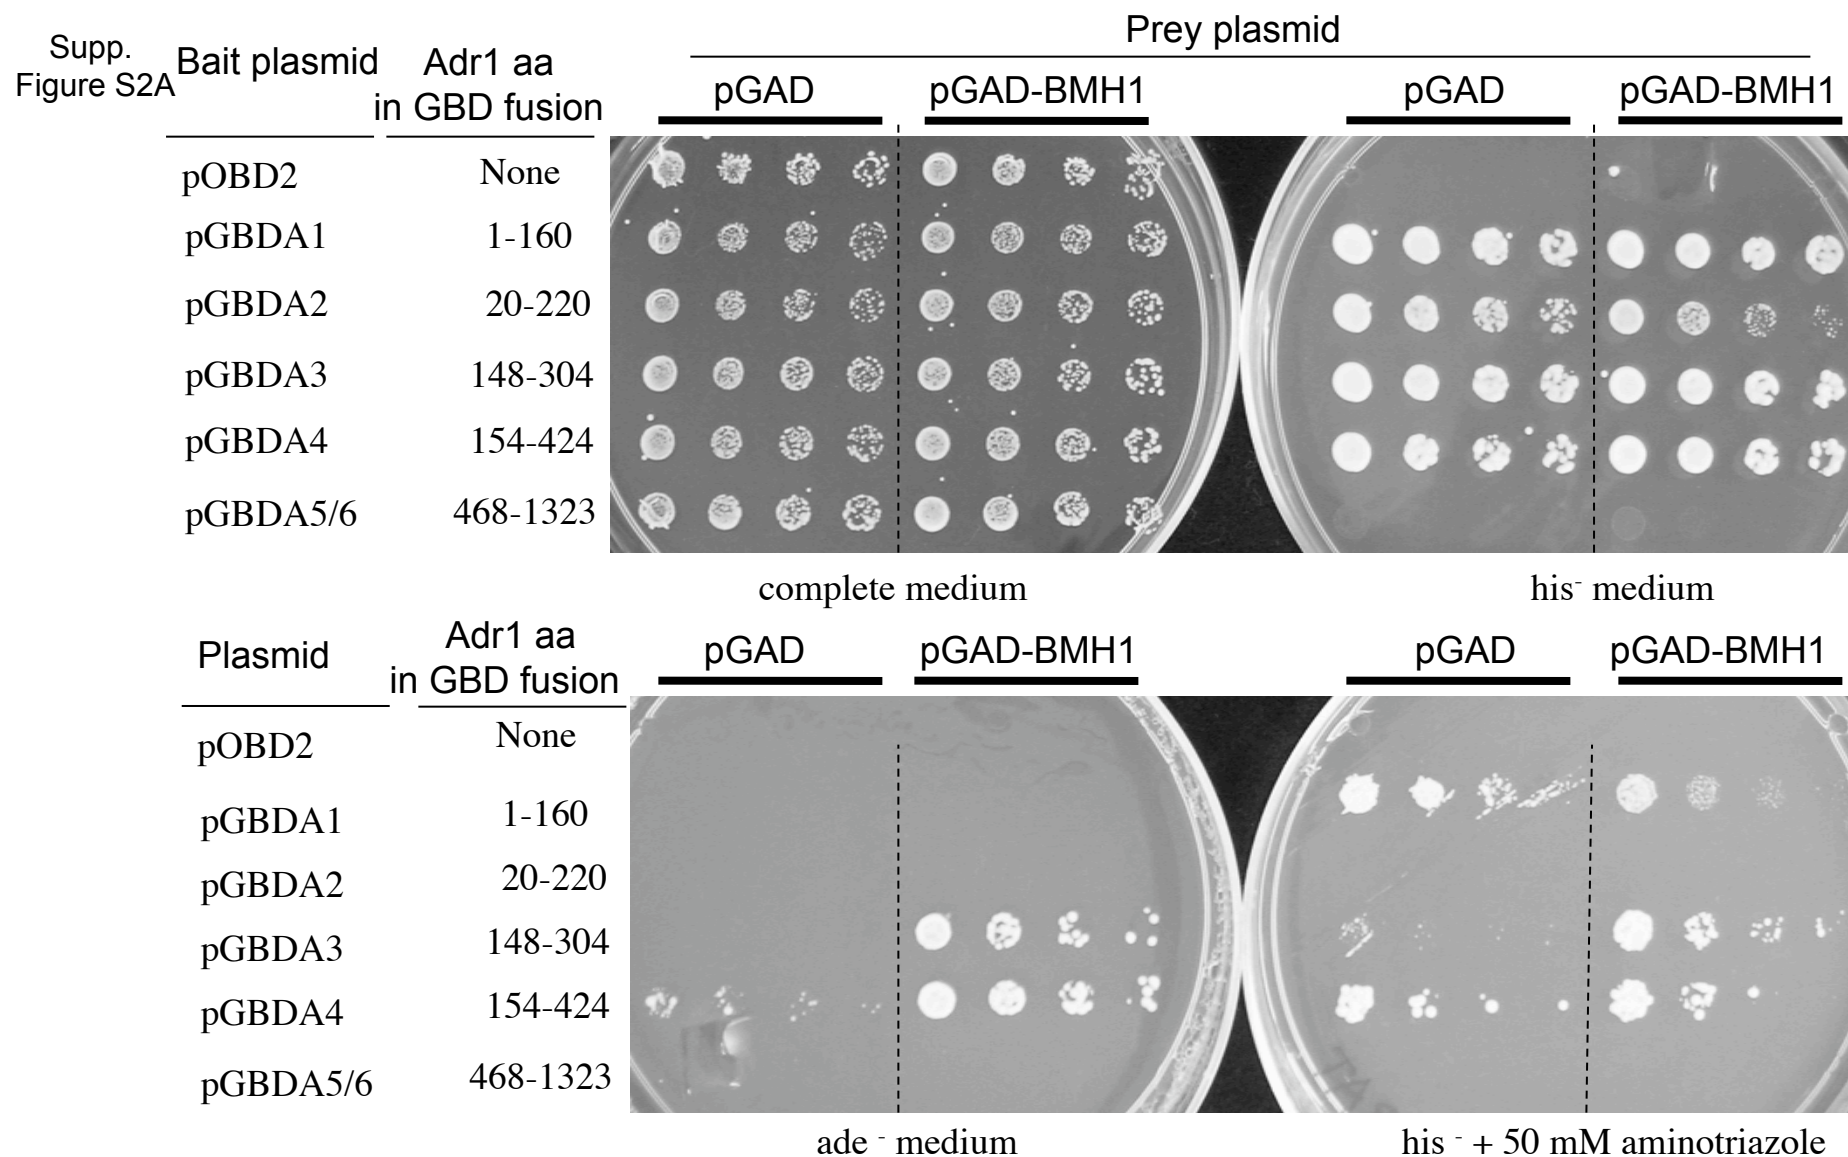 Supp.
Figure S2A
Bait plasmid
Adr1 aa
in GBD fusion
Prey plasmid
pGAD
pGAD-BMH1
pGAD
pGAD-BMH1
pOBD2 None
pGBDA1 1-160
pGBDA2 20-220
pGBDA3 148-304
pGBDA4 154-424
pGBDA5/6 468-1323
complete medium
his- medium
Plasmid
Adr1 aa
in GBD fusion
pGAD
pGAD-BMH1
pGAD
pGAD-BMH1
pOBD2 None
pGBDA1 1-160
pGBDA2 20-220
pGBDA3 148-304
pGBDA4 154-424
pGBDA5/6 468-1323
ade - medium
his - + 50 mM aminotriazole